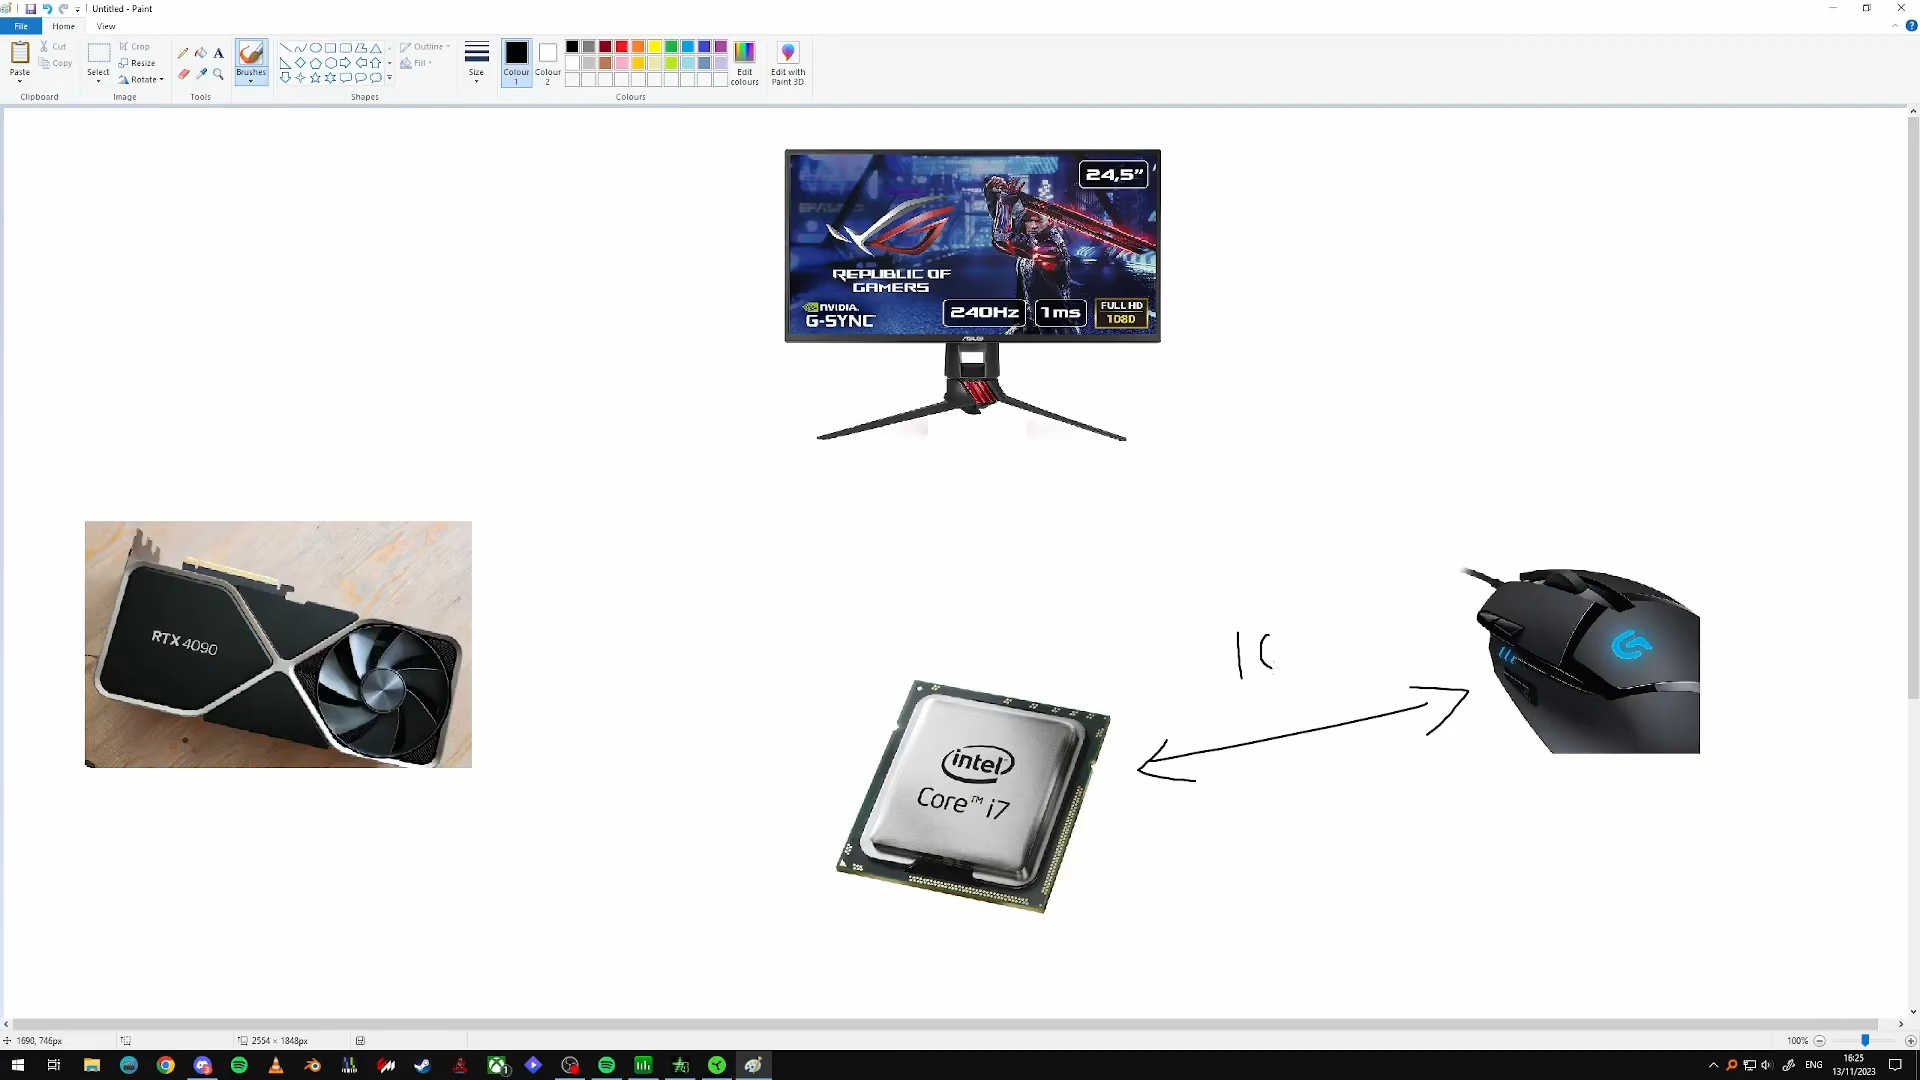 Untitled - Paint
File Home View
Paste
Cut
Copy
Clipboard
Select
Crop
Resize
Rotate
Image
Tools
Brushes
Outline
Fill
Shapes
Size
Colour 1
Colour 2
Edit colours
Edit with Paint 3D
Colours
24,5”
REPUBLIC OF
GAMERS
NVIDIA.
G-SYNC
240Hz
1ms
FULL HD
1080
ASUS
RTX 4090
intel
Core™ i7
1690, 746px
2554 × 1848px
100%
ENG
16:25
13/11/2023